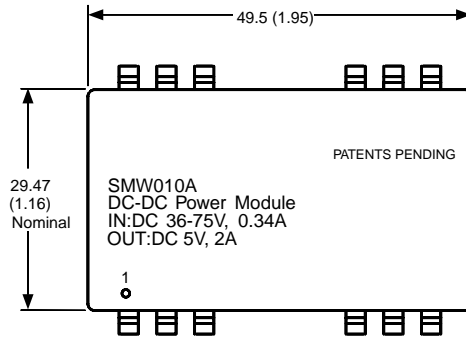 49.5 (1.95)
PATENTS PENDING
29.47
(1.16)
Nominal
SMW010A
DC-DC Power Module
IN:DC 36-75V, 0.34A
OUT:DC 5V, 2A
1